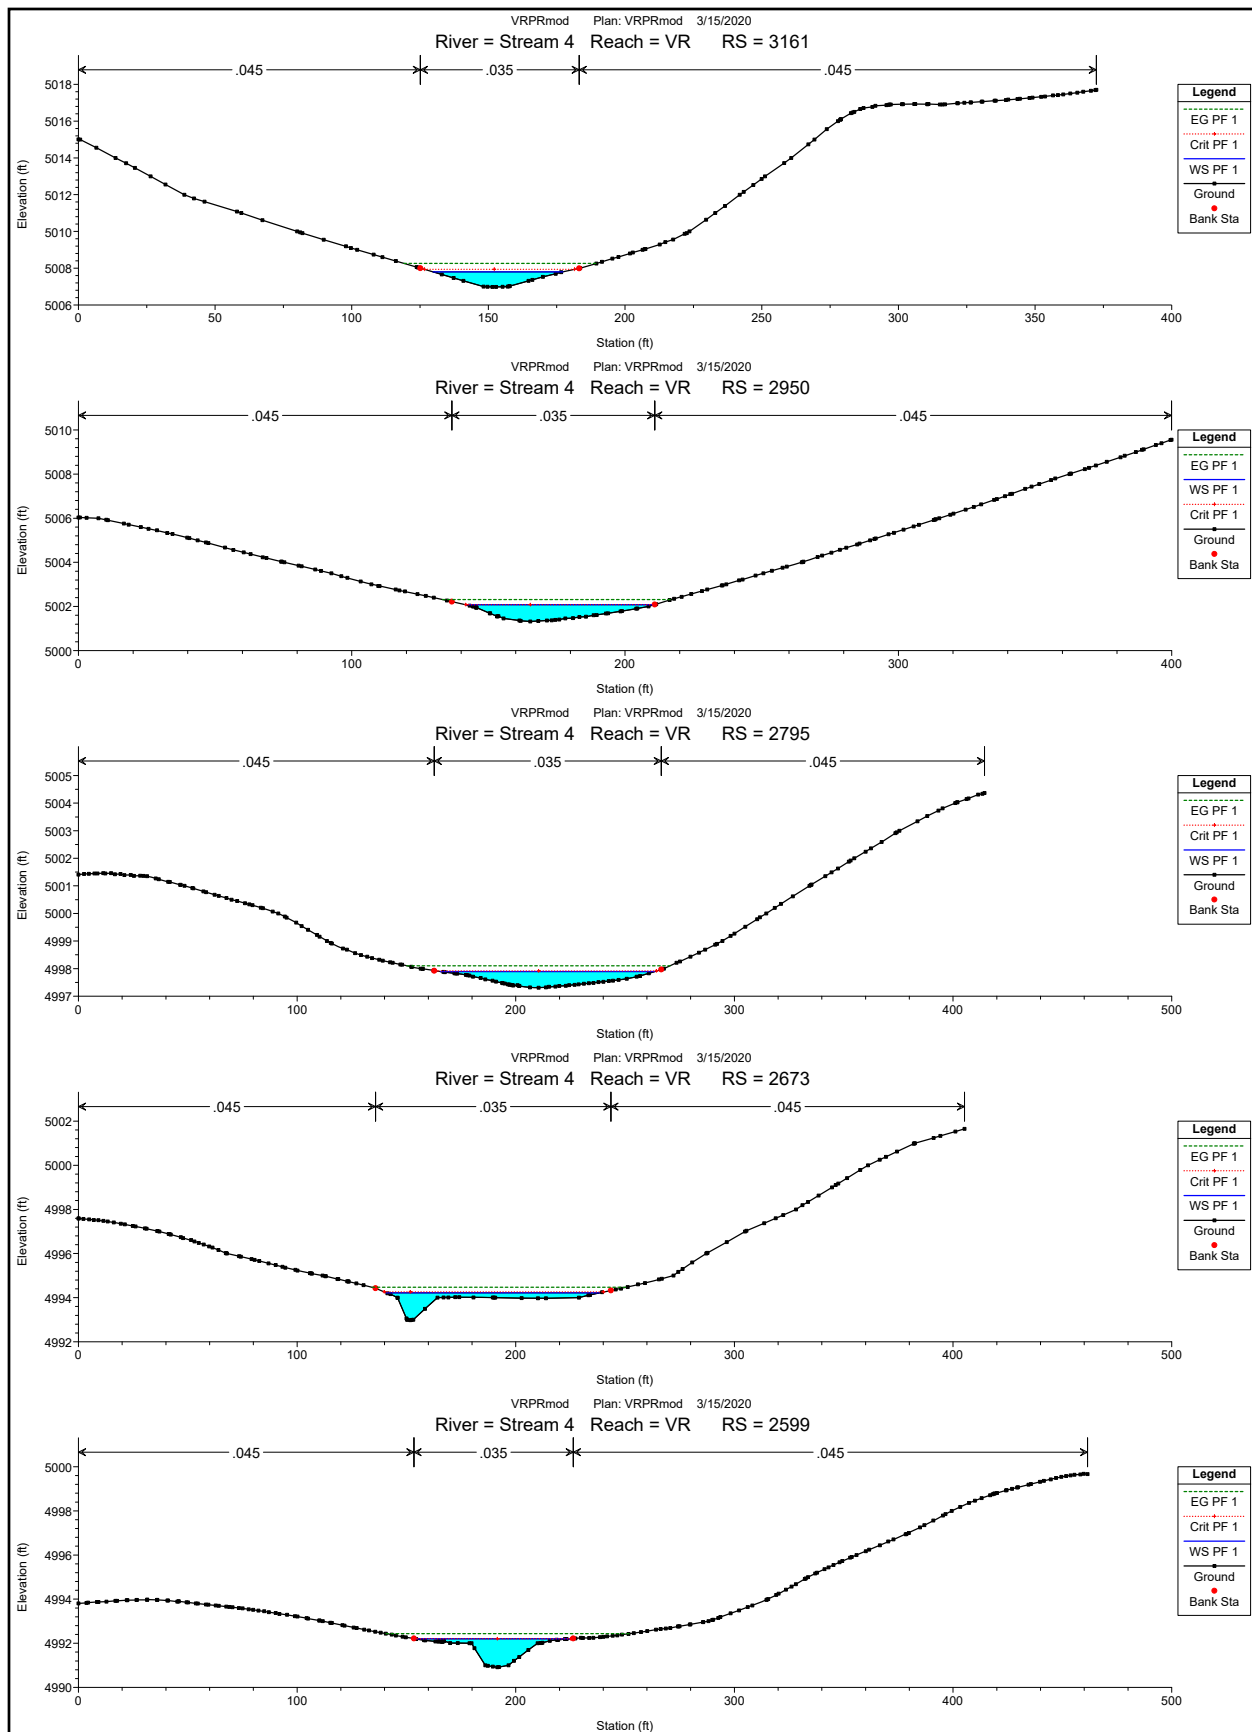 VRPRmod Plan: VRPRmod 3/15/2020
River = Stream 4 Reach = VR RS = 3161
.045 .035 .045
Elevation (ft)
5018
5016
5014
5012
5010
5008
5006
0 50 100 150 200 250 300 350 400
Station (ft)
Legend
EG PF 1
Crit PF 1
WS PF 1
Ground
Bank Sta
VRPRmod Plan: VRPRmod 3/15/2020
River = Stream 4 Reach = VR RS = 2950
.045 .035 .045
Elevation (ft)
5010
5008
5006
5004
5002
5000
0 100 200 300 400
Station (ft)
Legend
EG PF 1
WS PF 1
Crit PF 1
Ground
Bank Sta
VRPRmod Plan: VRPRmod 3/15/2020
River = Stream 4 Reach = VR RS = 2795
.045 .035 .045
Elevation (ft)
5005
5004
5003
5002
5001
5000
4999
4998
4997
0 100 200 300 400 500
Station (ft)
Legend
EG PF 1
Crit PF 1
WS PF 1
Ground
Bank Sta
VRPRmod Plan: VRPRmod 3/15/2020
River = Stream 4 Reach = VR RS = 2673
.045 .035 .045
Elevation (ft)
5002
5000
4998
4996
4994
4992
0 100 200 300 400 500
Station (ft)
Legend
EG PF 1
Crit PF 1
WS PF 1
Ground
Bank Sta
VRPRmod Plan: VRPRmod 3/15/2020
River = Stream 4 Reach = VR RS = 2599
.045 .035 .045
Elevation (ft)
5000
4998
4996
4994
4992
4990
0 100 200 300 400 500
Station (ft)
Legend
EG PF 1
Crit PF 1
WS PF 1
Ground
Bank Sta